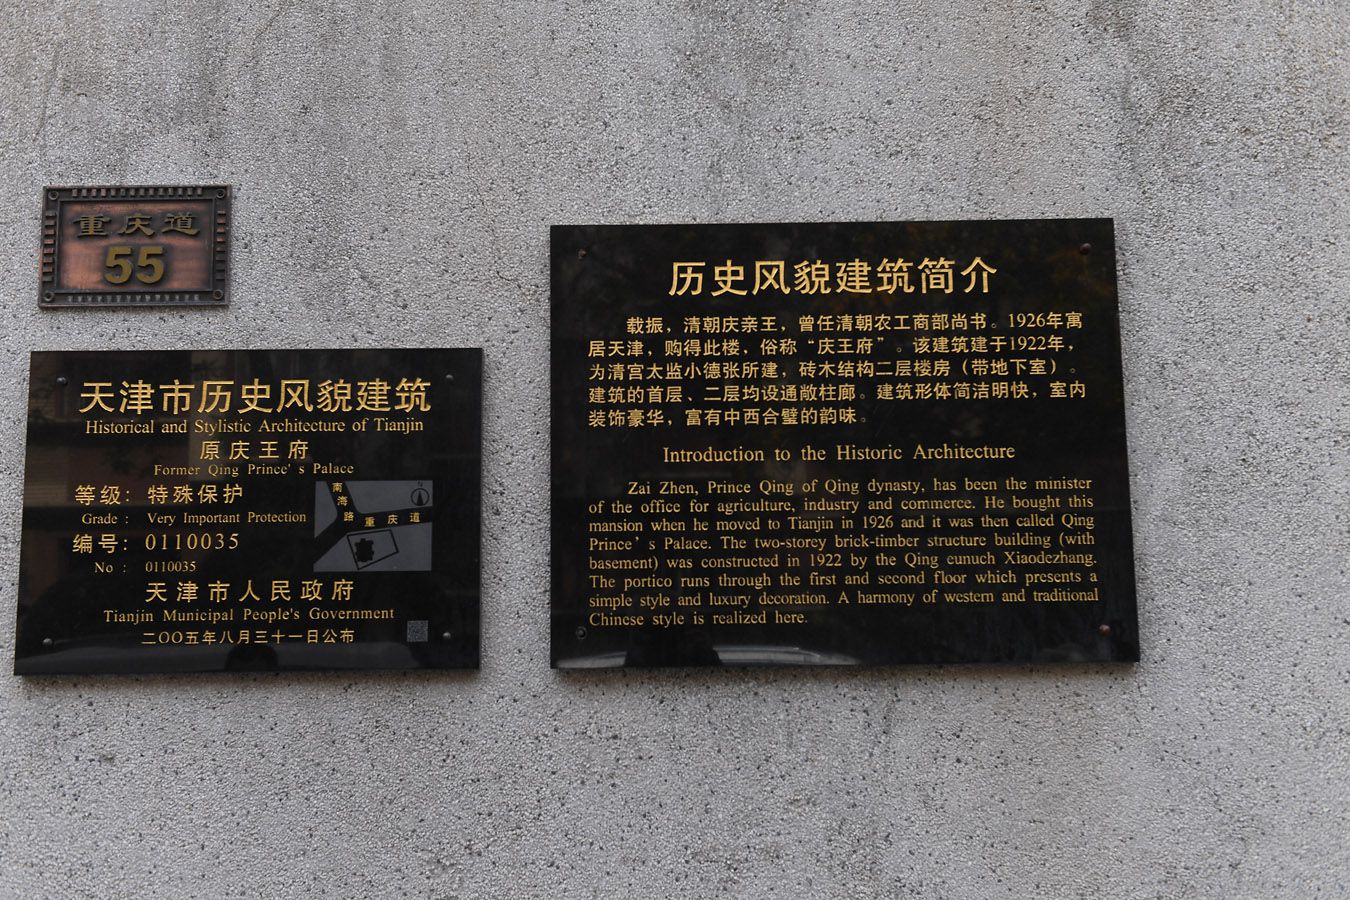 重庆道
55
天津市历史风貌建筑
Historical and Stylistic Architecture of Tianjin
原庆王府
Former Qing Prince' s Palace
等级：特殊保护
Grade : Very Important Protection
编号：0110035
No : 0110035
南海路
重庆道
N
天津市人民政府
Tianjin Municipal People's Government
二〇〇五年八月三十一日公布
历史风貌建筑简介
载振，清朝庆亲王，曾任清朝农工商部尚书。1926年寓
居天津，购得此楼，俗称“庆王府”。该建筑建于1922年，
为清宫太监小德张所建，砖木结构二层楼房（带地下室）。
建筑的首层、二层均设通敞柱廊。建筑形体简洁明快，室内
装饰豪华，富有中西合璧的韵味。
Introduction to the Historic Architecture
Zai Zhen, Prince Qing of Qing dynasty, has been the minister
of the office for agriculture, industry and commerce. He bought this
mansion when he moved to Tianjin in 1926 and it was then called Qing
Prince’ s Palace. The two-storey brick-timber structure building (with
basement) was constructed in 1922 by the Qing eunuch Xiaodezhang.
The portico runs through the first and second floor which presents a
simple style and luxury decoration. A harmony of western and traditional
Chinese style is realized here.